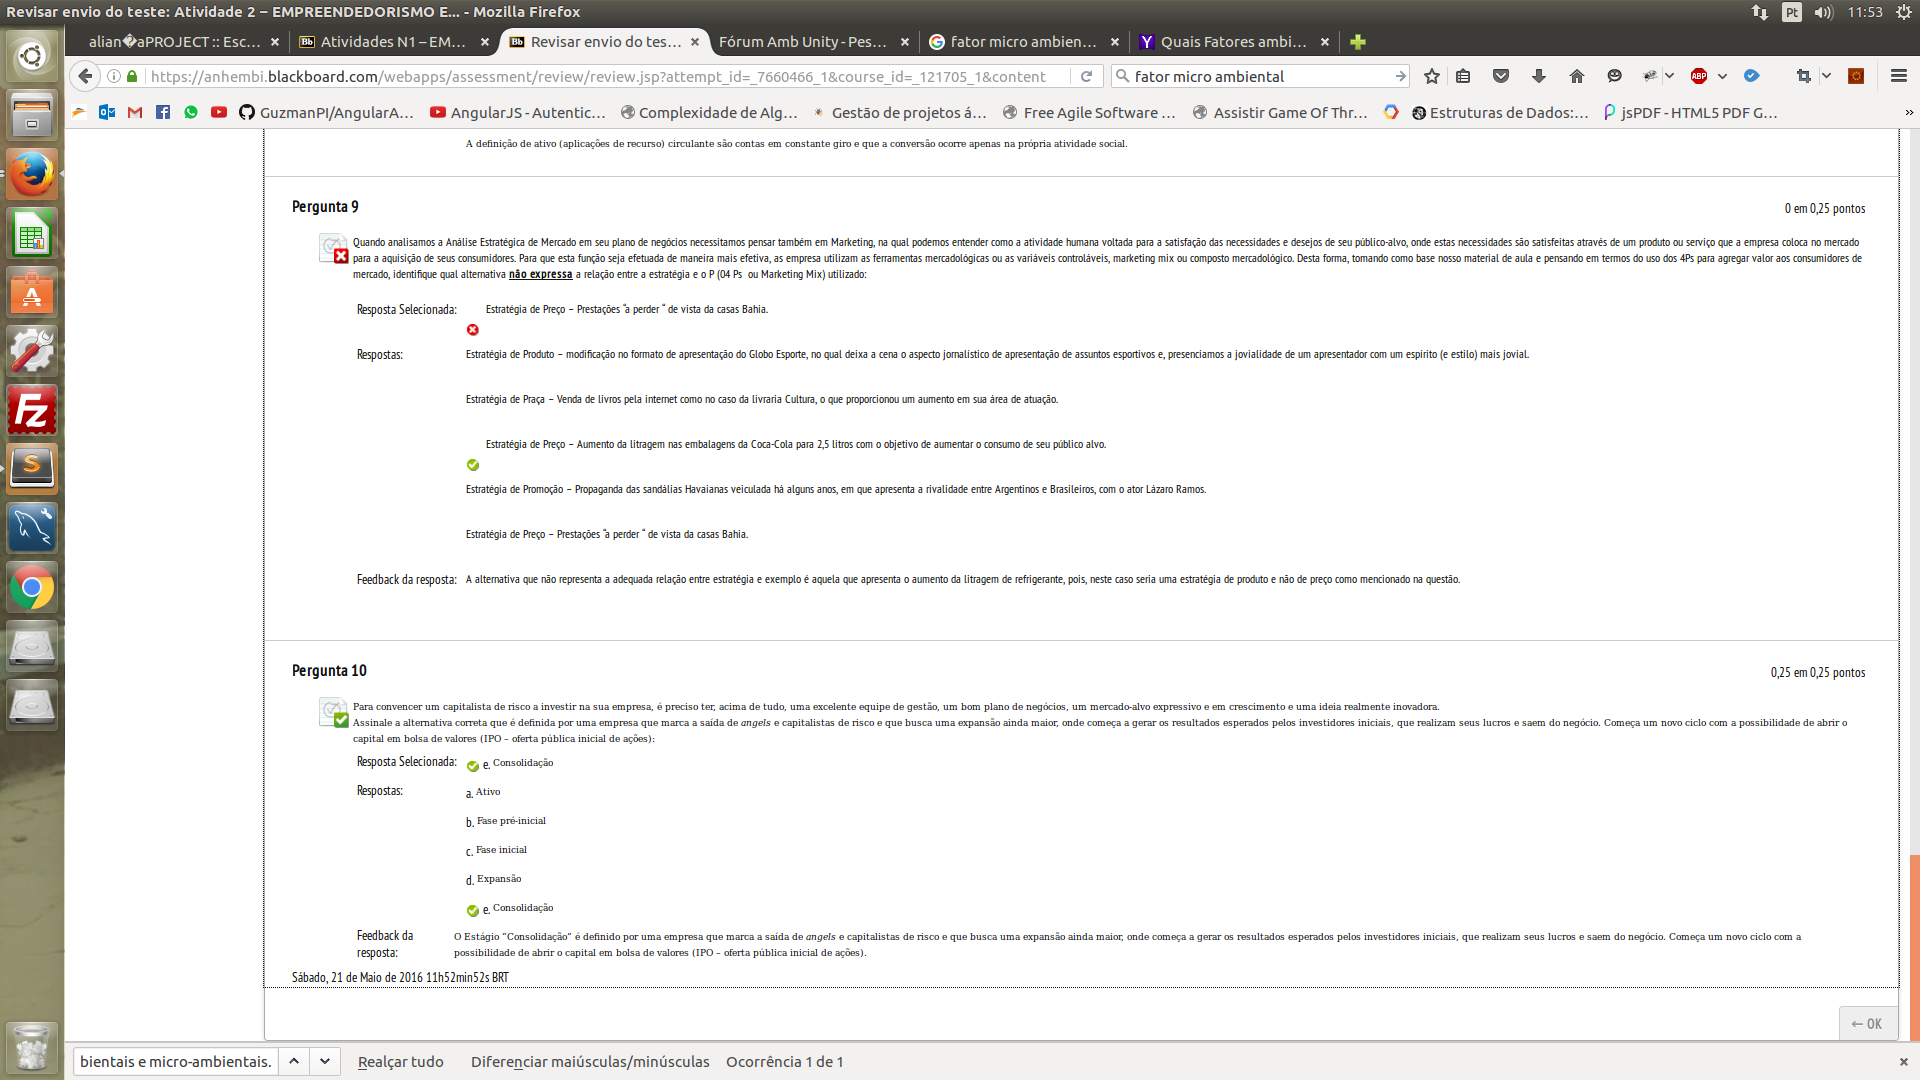 Revisar envio do teste: Atividade 2 – EMPREENDEDORISMO E... - Mozilla Firefox
Pt 11:53
alian�aPROJECT :: Esc...
Bb Atividades N1 – EM...
Bb Revisar envio do tes...
Fórum Amb Unity - Pes...
fator micro ambien...
Quais Fatores ambi...
https://anhembi.blackboard.com/webapps/assessment/review/review.jsp?attempt_id=_7660466_1&course_id=_121705_1&content
fator micro ambiental
ABP
GuzmanPI/AngularA...
AngularJS - Autentic...
Complexidade de Alg...
Gestão de projetos á...
Free Agile Software ...
Assistir Game Of Thr...
Estruturas de Dados:...
jsPDF - HTML5 PDF G...
»
A definição de ativo (aplicações de recurso) circulante são contas em constante giro e que a conversão ocorre apenas na própria atividade social.
Pergunta 9
0 em 0,25 pontos
Quando analisamos a Análise Estratégica de Mercado em seu plano de negócios necessitamos pensar também em Marketing, na qual podemos entender como a atividade humana voltada para a satisfação das necessidades e desejos de seu público-alvo, onde estas necessidades são satisfeitas através de um produto ou serviço que a empresa coloca no mercado
para a aquisição de seus consumidores. Para que esta função seja efetuada de maneira mais efetiva, as empresa utilizam as ferramentas mercadológicas ou as variáveis controláveis, marketing mix ou composto mercadológico. Desta forma, tomando como base nosso material de aula e pensando em termos do uso dos 4Ps para agregar valor aos consumidores de
mercado, identifique qual alternativa não expressa a relação entre a estratégia e o P (04 Ps ou Marketing Mix) utilizado:
Resposta Selecionada: Estratégia de Preço – Prestações “a perder “ de vista da casas Bahia.
Respostas: Estratégia de Produto – modificação no formato de apresentação do Globo Esporte, no qual deixa a cena o aspecto jornalístico de apresentação de assuntos esportivos e, presenciamos a jovialidade de um apresentador com um espírito (e estilo) mais jovial.
Estratégia de Praça – Venda de livros pela internet como no caso da livraria Cultura, o que proporcionou um aumento em sua área de atuação.
Estratégia de Preço – Aumento da litragem nas embalagens da Coca-Cola para 2,5 litros com o objetivo de aumentar o consumo de seu público alvo.
Estratégia de Promoção – Propaganda das sandálias Havaianas veiculada há alguns anos, em que apresenta a rivalidade entre Argentinos e Brasileiros, com o ator Lázaro Ramos.
Estratégia de Preço – Prestações “a perder “ de vista da casas Bahia.
Feedback da resposta: A alternativa que não representa a adequada relação entre estratégia e exemplo é aquela que apresenta o aumento da litragem de refrigerante, pois, neste caso seria uma estratégia de produto e não de preço como mencionado na questão.
Pergunta 10
0,25 em 0,25 pontos
Para convencer um capitalista de risco a investir na sua empresa, é preciso ter, acima de tudo, uma excelente equipe de gestão, um bom plano de negócios, um mercado-alvo expressivo e em crescimento e uma ideia realmente inovadora.
Assinale a alternativa correta que é definida por uma empresa que marca a saída de angels e capitalistas de risco e que busca uma expansão ainda maior, onde começa a gerar os resultados esperados pelos investidores iniciais, que realizam seus lucros e saem do negócio. Começa um novo ciclo com a possibilidade de abrir o
capital em bolsa de valores (IPO – oferta pública inicial de ações):
Resposta Selecionada: e. Consolidação
Respostas: a. Ativo
b. Fase pré-inicial
c. Fase inicial
d. Expansão
e. Consolidação
Feedback da
resposta:
O Estágio “Consolidação” é definido por uma empresa que marca a saída de angels e capitalistas de risco e que busca uma expansão ainda maior, onde começa a gerar os resultados esperados pelos investidores iniciais, que realizam seus lucros e saem do negócio. Começa um novo ciclo com a
possibilidade de abrir o capital em bolsa de valores (IPO – oferta pública inicial de ações).
Sábado, 21 de Maio de 2016 11h52min52s BRT
← OK
bientais e micro-ambientais.
Realçar tudo
Diferenciar maiúsculas/minúsculas
Ocorrência 1 de 1